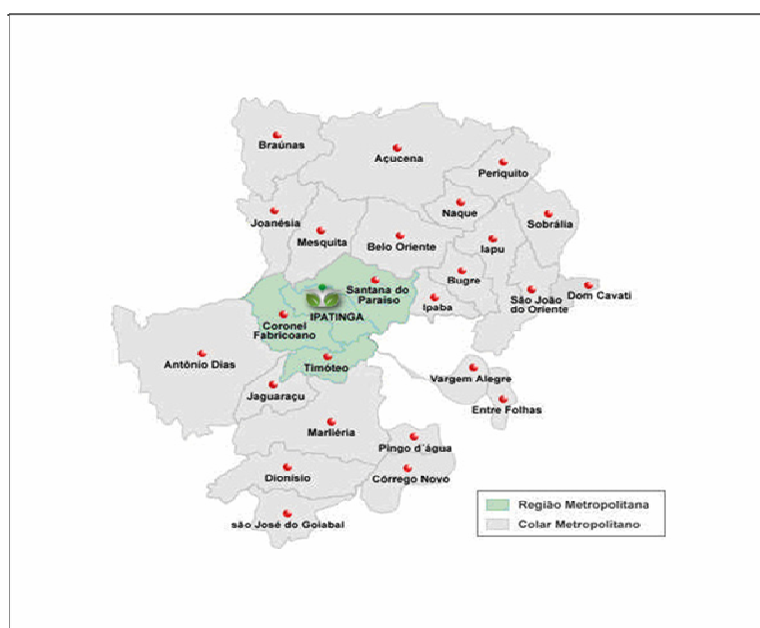 Braúnas
Açucena
Periquito
Naque
Joanésia
Sobrália
Mesquita
Belo Oriente
Iapu
Bugre
Santana do
Paraíso
Ipaba
São João
do Oriente
Dom Cavati
IPATINGA
Coronel
Fabricoano
Antônio Dias
Timóteo
Vargem Alegre
Jaguaraçu
Entre Folhas
Marliéria
Pingo d´água
Dionísio
Córrego Novo
são José do Goiabal
Região Metropolitana
Colar Metropolitano